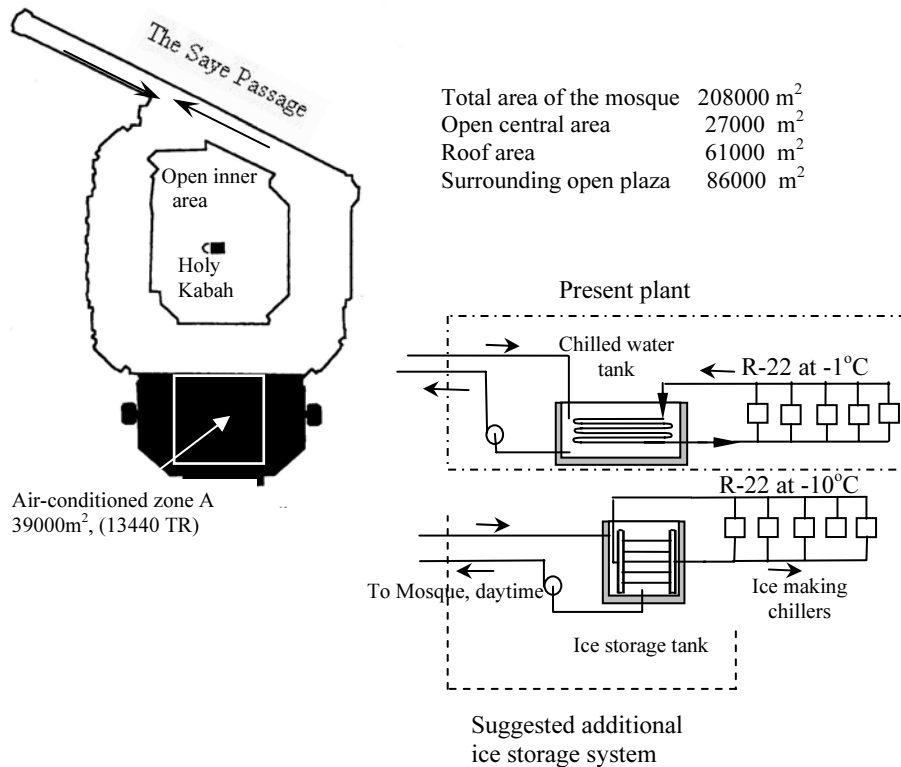 The Saye Passage
Total area of the mosque 208000 m²
Open central area 27000 m²
Roof area 61000 m²
Surrounding open plaza 86000 m²
Open inner
area
Holy
Kabah
Air-conditioned zone A
39000m², (13440 TR)
Present plant
Chilled water
tank
R-22 at -1°C
R-22 at -10°C
To Mosque, daytime
Ice making
chillers
Ice storage tank
Suggested additional
ice storage system